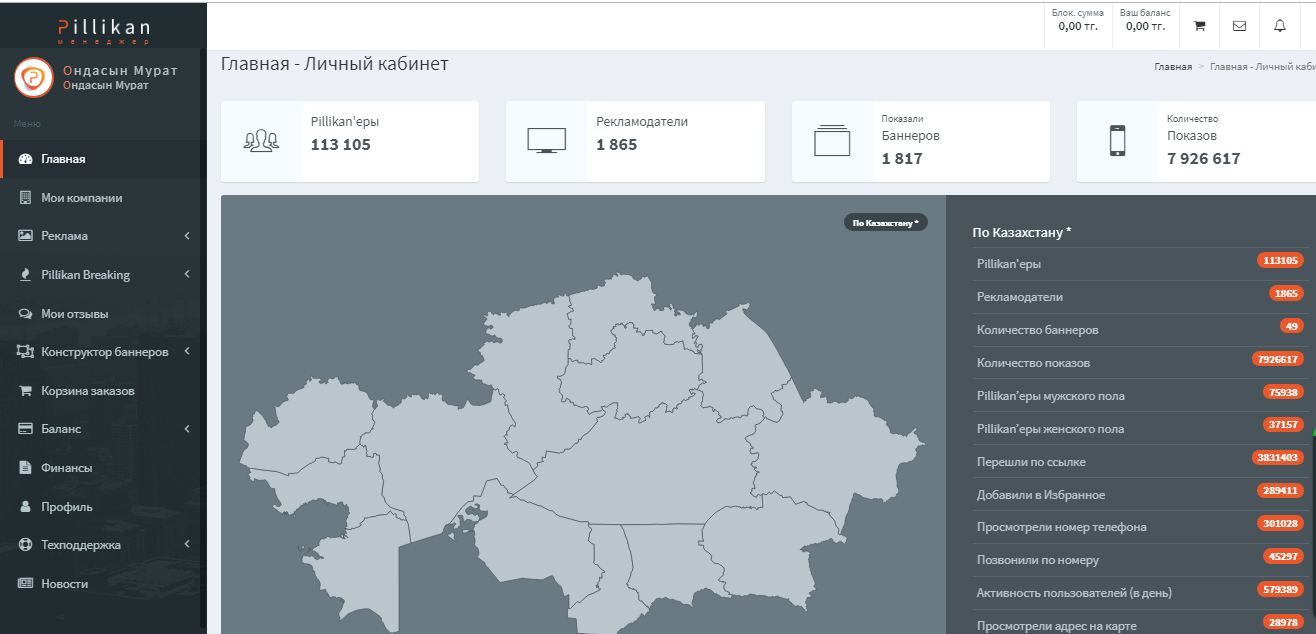 Pillikan
менеджер
Ондасын Мурат
Ондасын Мурат
Меню
Главная
Мои компании
Реклама
Pillikan Breaking
Мои отзывы
Конструктор баннеров
Корзина заказов
Баланс
Финансы
Профиль
Техподдержка
Новости
Блок. сумма
0,00 тг.
Ваш баланс
0,00 тг.
Главная - Личный кабинет
Главная > Главная - Личный каби
Pillikan'еры
113 105
Рекламодатели
1 865
Показали
Баннеров
1 817
Количество
Показов
7 926 617
По Казахстану *
По Казахстану *
Pillikan'еры 113105
Рекламодатели 1865
Количество баннеров 49
Количество показов 7926617
Pillikan'еры мужского пола 75938
Pillikan'еры женского пола 37157
Перешли по ссылке 3831403
Добавили в Избранное 289411
Просмотрели номер телефона 301028
Позвонили по номеру 45297
Активность пользователей (в день) 579389
Просмотрели адрес на карте 28978